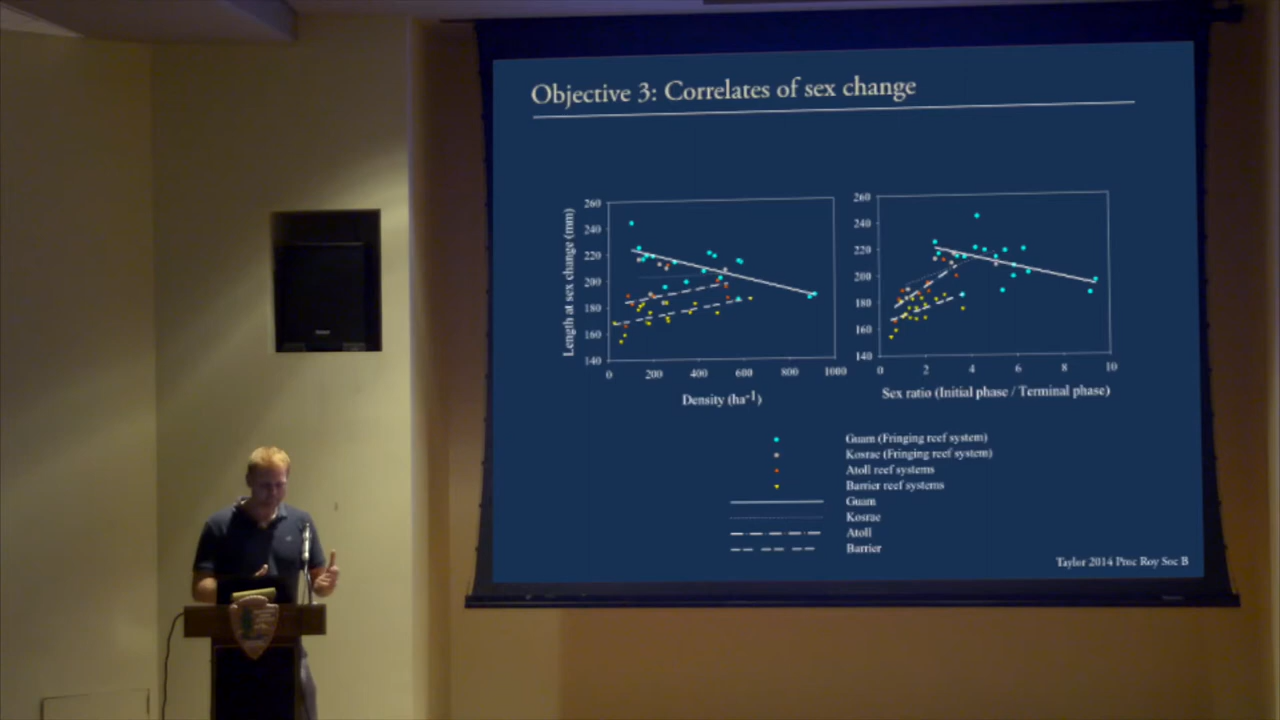 Objective 3: Correlates of sex change
Length at sex change (mm)
260
240
220
200
180
160
140
0
200
400
600
800
1000
Density (ha-1)
260
240
220
200
180
160
140
0
2
4
6
8
10
Sex ratio (Initial phase / Terminal phase)
Guam (Fringing reef system)
Kosrae (Fringing reef system)
Atoll reef systems
Barrier reef systems
Guam
Kosrae
Atoll
Barrier
Taylor 2014 Proc Roy Soc B